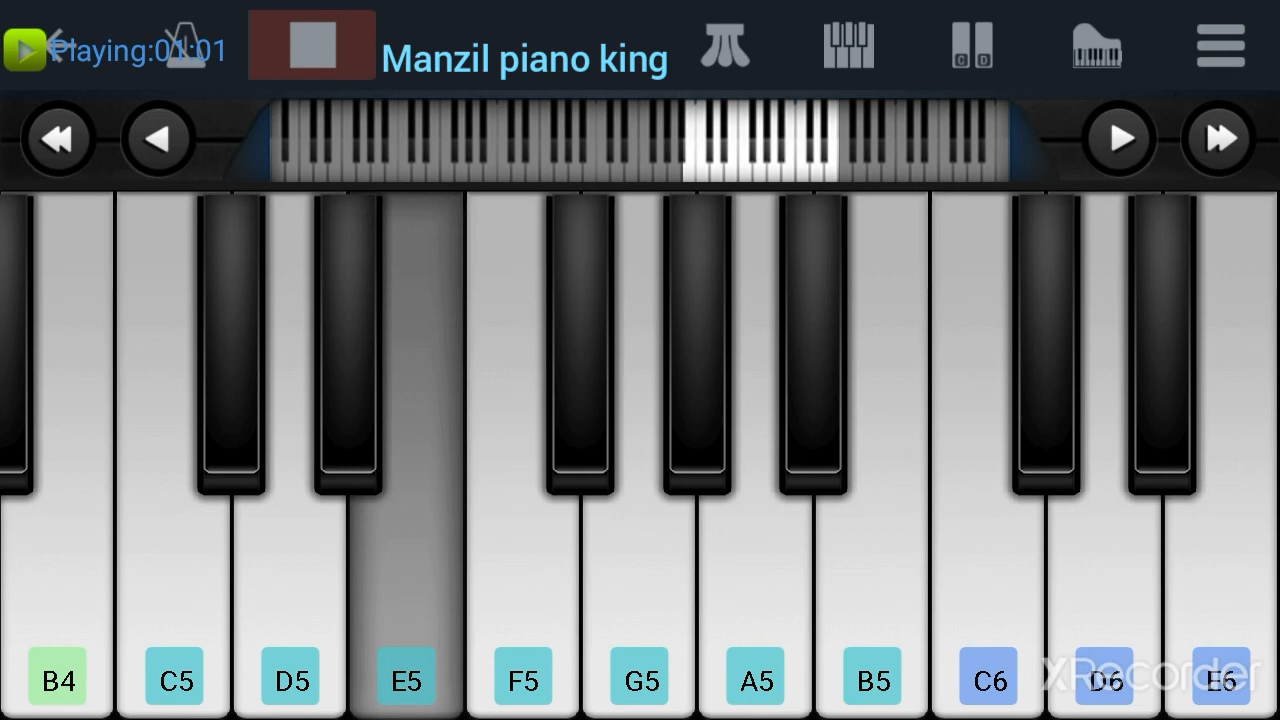 Playing:01:01
Manzil piano king
C D
B4 C5 D5 E5 F5 G5 A5 B5 C6 D6 E6
XRecorder